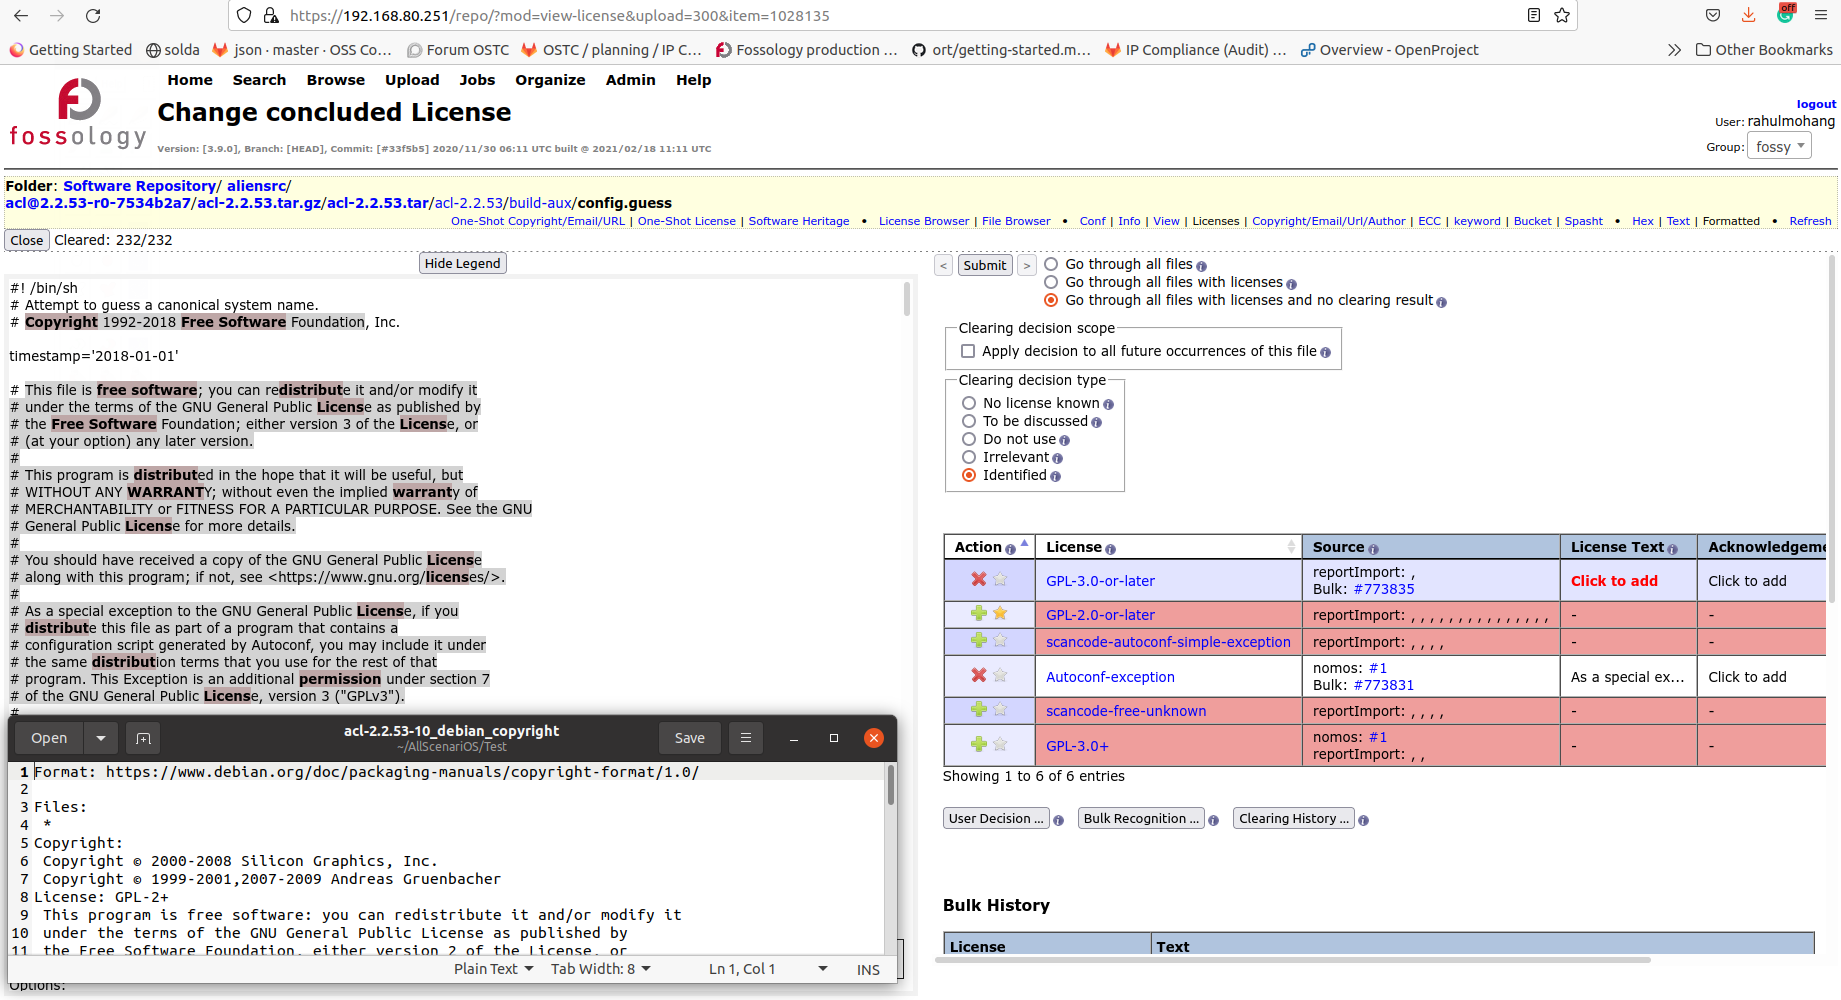 https://192.168.80.251/repo/?mod=view-license&upload=300&item=1028135
off
Getting Started
solda
json · master · OSS Co…
Forum OSTC
OSTC / planning / IP C…
Fossology production …
ort/getting-started.m…
IP Compliance (Audit) …
Overview - OpenProject
Other Bookmarks
fossology
Home Search Browse Upload Jobs Organize Admin Help
Change concluded License
Version: [3.9.0], Branch: [HEAD], Commit: [#33f5b5] 2020/11/30 06:11 UTC built @ 2021/02/18 11:11 UTC
logout
User: rahulmohang
Group: fossy
Folder: Software Repository/ aliensrc/
acl@2.2.53-r0-7534b2a7/acl-2.2.53.tar.gz/acl-2.2.53.tar/acl-2.2.53/build-aux/config.guess
One-Shot Copyright/Email/URL | One-Shot License | Software Heritage • License Browser | File Browser • Conf | Info | View | Licenses | Copyright/Email/Url/Author | ECC | keyword | Bucket | Spasht • Hex | Text | Formatted • Refresh
Close Cleared: 232/232
Hide Legend
#! /bin/sh
# Attempt to guess a canonical system name.
# Copyright 1992-2018 Free Software Foundation, Inc.
timestamp='2018-01-01'
# This file is free software; you can redistribute it and/or modify it
# under the terms of the GNU General Public License as published by
# the Free Software Foundation; either version 3 of the License, or
# (at your option) any later version.
#
# This program is distributed in the hope that it will be useful, but
# WITHOUT ANY WARRANTY; without even the implied warranty of
# MERCHANTABILITY or FITNESS FOR A PARTICULAR PURPOSE. See the GNU
# General Public License for more details.
#
# You should have received a copy of the GNU General Public License
# along with this program; if not, see <https://www.gnu.org/licenses/>.
#
# As a special exception to the GNU General Public License, if you
# distribute this file as part of a program that contains a
# configuration script generated by Autoconf, you may include it under
# the same distribution terms that you use for the rest of that
# program. This Exception is an additional permission under section 7
# of the GNU General Public License, version 3 ("GPLv3").
#
Open
acl-2.2.53-10_debian_copyright
~/AllScenariOS/Test
Save
1 Format: https://www.debian.org/doc/packaging-manuals/copyright-format/1.0/
2
3 Files:
4 *
5 Copyright:
6 Copyright © 2000-2008 Silicon Graphics, Inc.
7 Copyright © 1999-2001,2007-2009 Andreas Gruenbacher
8 License: GPL-2+
9 This program is free software: you can redistribute it and/or modify it
10 under the terms of the GNU General Public License as published by
11 the Free Software Foundation, either version 2 of the License, or
Plain Text Tab Width: 8 Ln 1, Col 1 INS
Options:
< Submit >
Go through all files
Go through all files with licenses
Go through all files with licenses and no clearing result
Clearing decision scope
Apply decision to all future occurrences of this file
Clearing decision type
No license known
To be discussed
Do not use
Irrelevant
Identified
Action License Source License Text Acknowledgeme
GPL-3.0-or-later reportImport: , Bulk: #773835 Click to add Click to add
GPL-2.0-or-later reportImport: , , , , , , , , , , , , , , , - -
scancode-autoconf-simple-exception reportImport: , , , , - -
Autoconf-exception nomos: #1 Bulk: #773831 As a special ex... Click to add
scancode-free-unknown reportImport: , , , , - -
GPL-3.0+ nomos: #1 reportImport: , , - -
Showing 1 to 6 of 6 entries
User Decision ... Bulk Recognition ... Clearing History ...
Bulk History
License Text